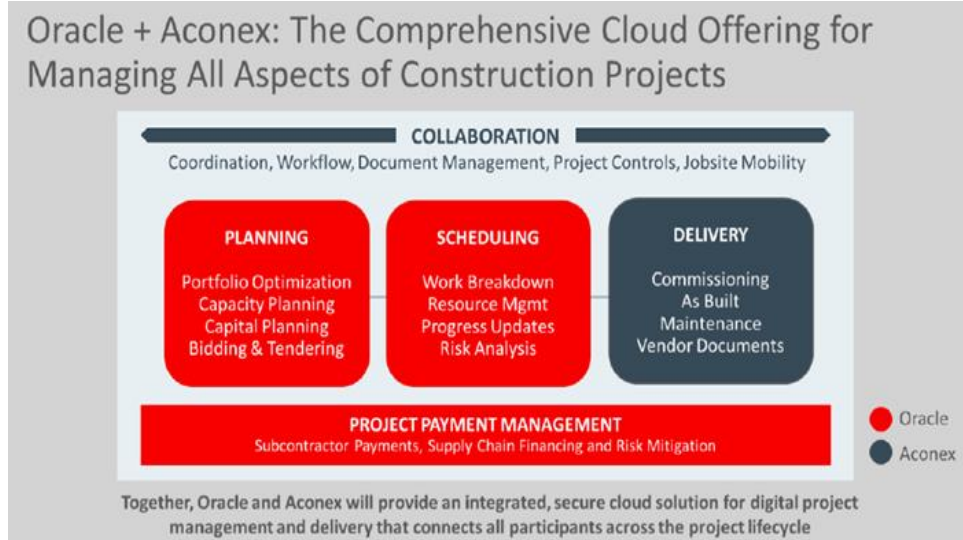 Oracle + Aconex: The Comprehensive Cloud Offering for
Managing All Aspects of Construction Projects
COLLABORATION
Coordination, Workflow, Document Management, Project Controls, Jobsite Mobility
PLANNING
Portfolio Optimization
Capacity Planning
Capital Planning
Bidding & Tendering
SCHEDULING
Work Breakdown
Resource Mgmt
Progress Updates
Risk Analysis
DELIVERY
Commissioning
As Built
Maintenance
Vendor Documents
PROJECT PAYMENT MANAGEMENT
Subcontractor Payments, Supply Chain Financing and Risk Mitigation
Oracle
Aconex
Together, Oracle and Aconex will provide an integrated, secure cloud solution for digital project
management and delivery that connects all participants across the project lifecycle